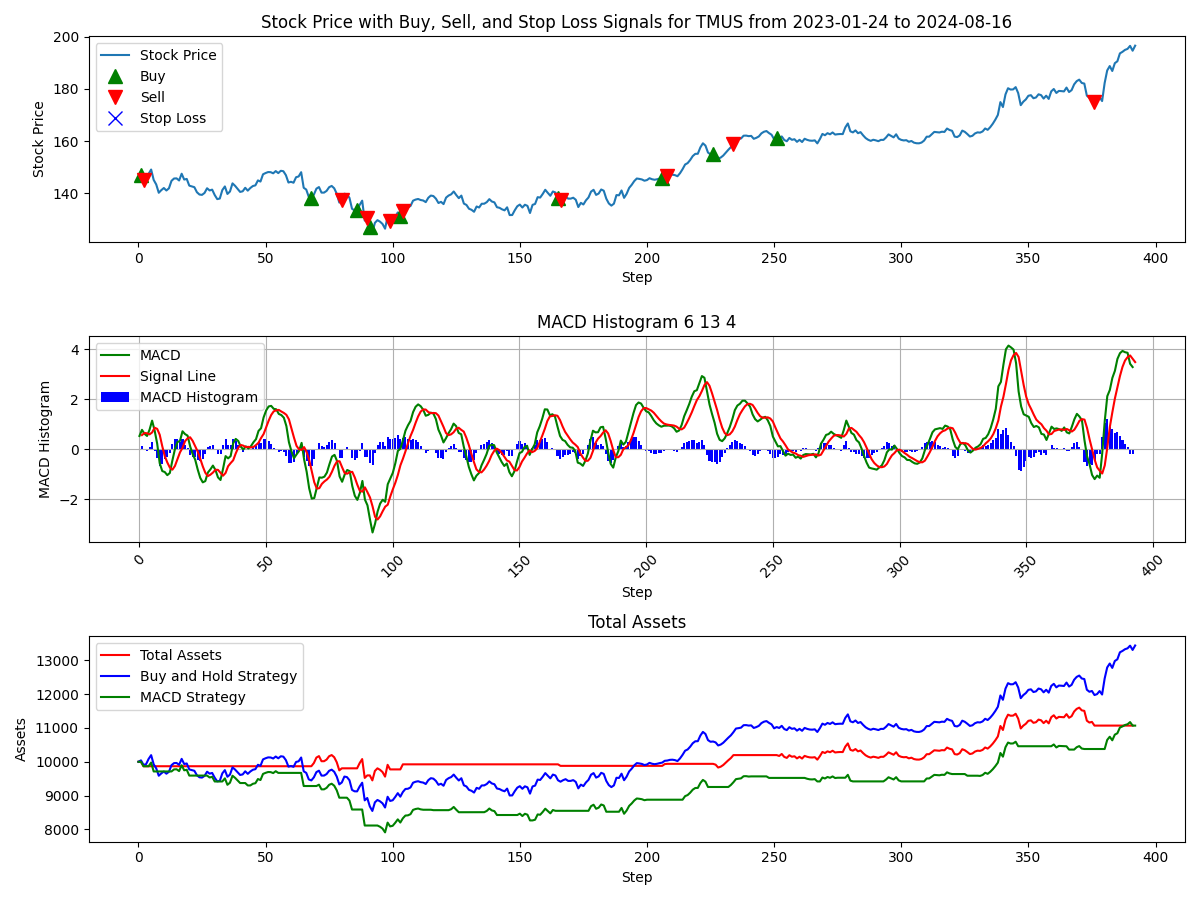 Stock Price with Buy, Sell, and Stop Loss Signals for TMUS from 2023-01-24 to 2024-08-16
200
180
160
140
Stock Price
Stock Price
Buy
Sell
Stop Loss
0 50 100 150 200 250 300 350 400
Step
MACD Histogram 6 13 4
4
2
0
−2
MACD Histogram
MACD
Signal Line
MACD Histogram
0 50 100 150 200 250 300 350 400
Step
Total Assets
13000
12000
11000
10000
9000
8000
Assets
Total Assets
Buy and Hold Strategy
MACD Strategy
0 50 100 150 200 250 300 350 400
Step